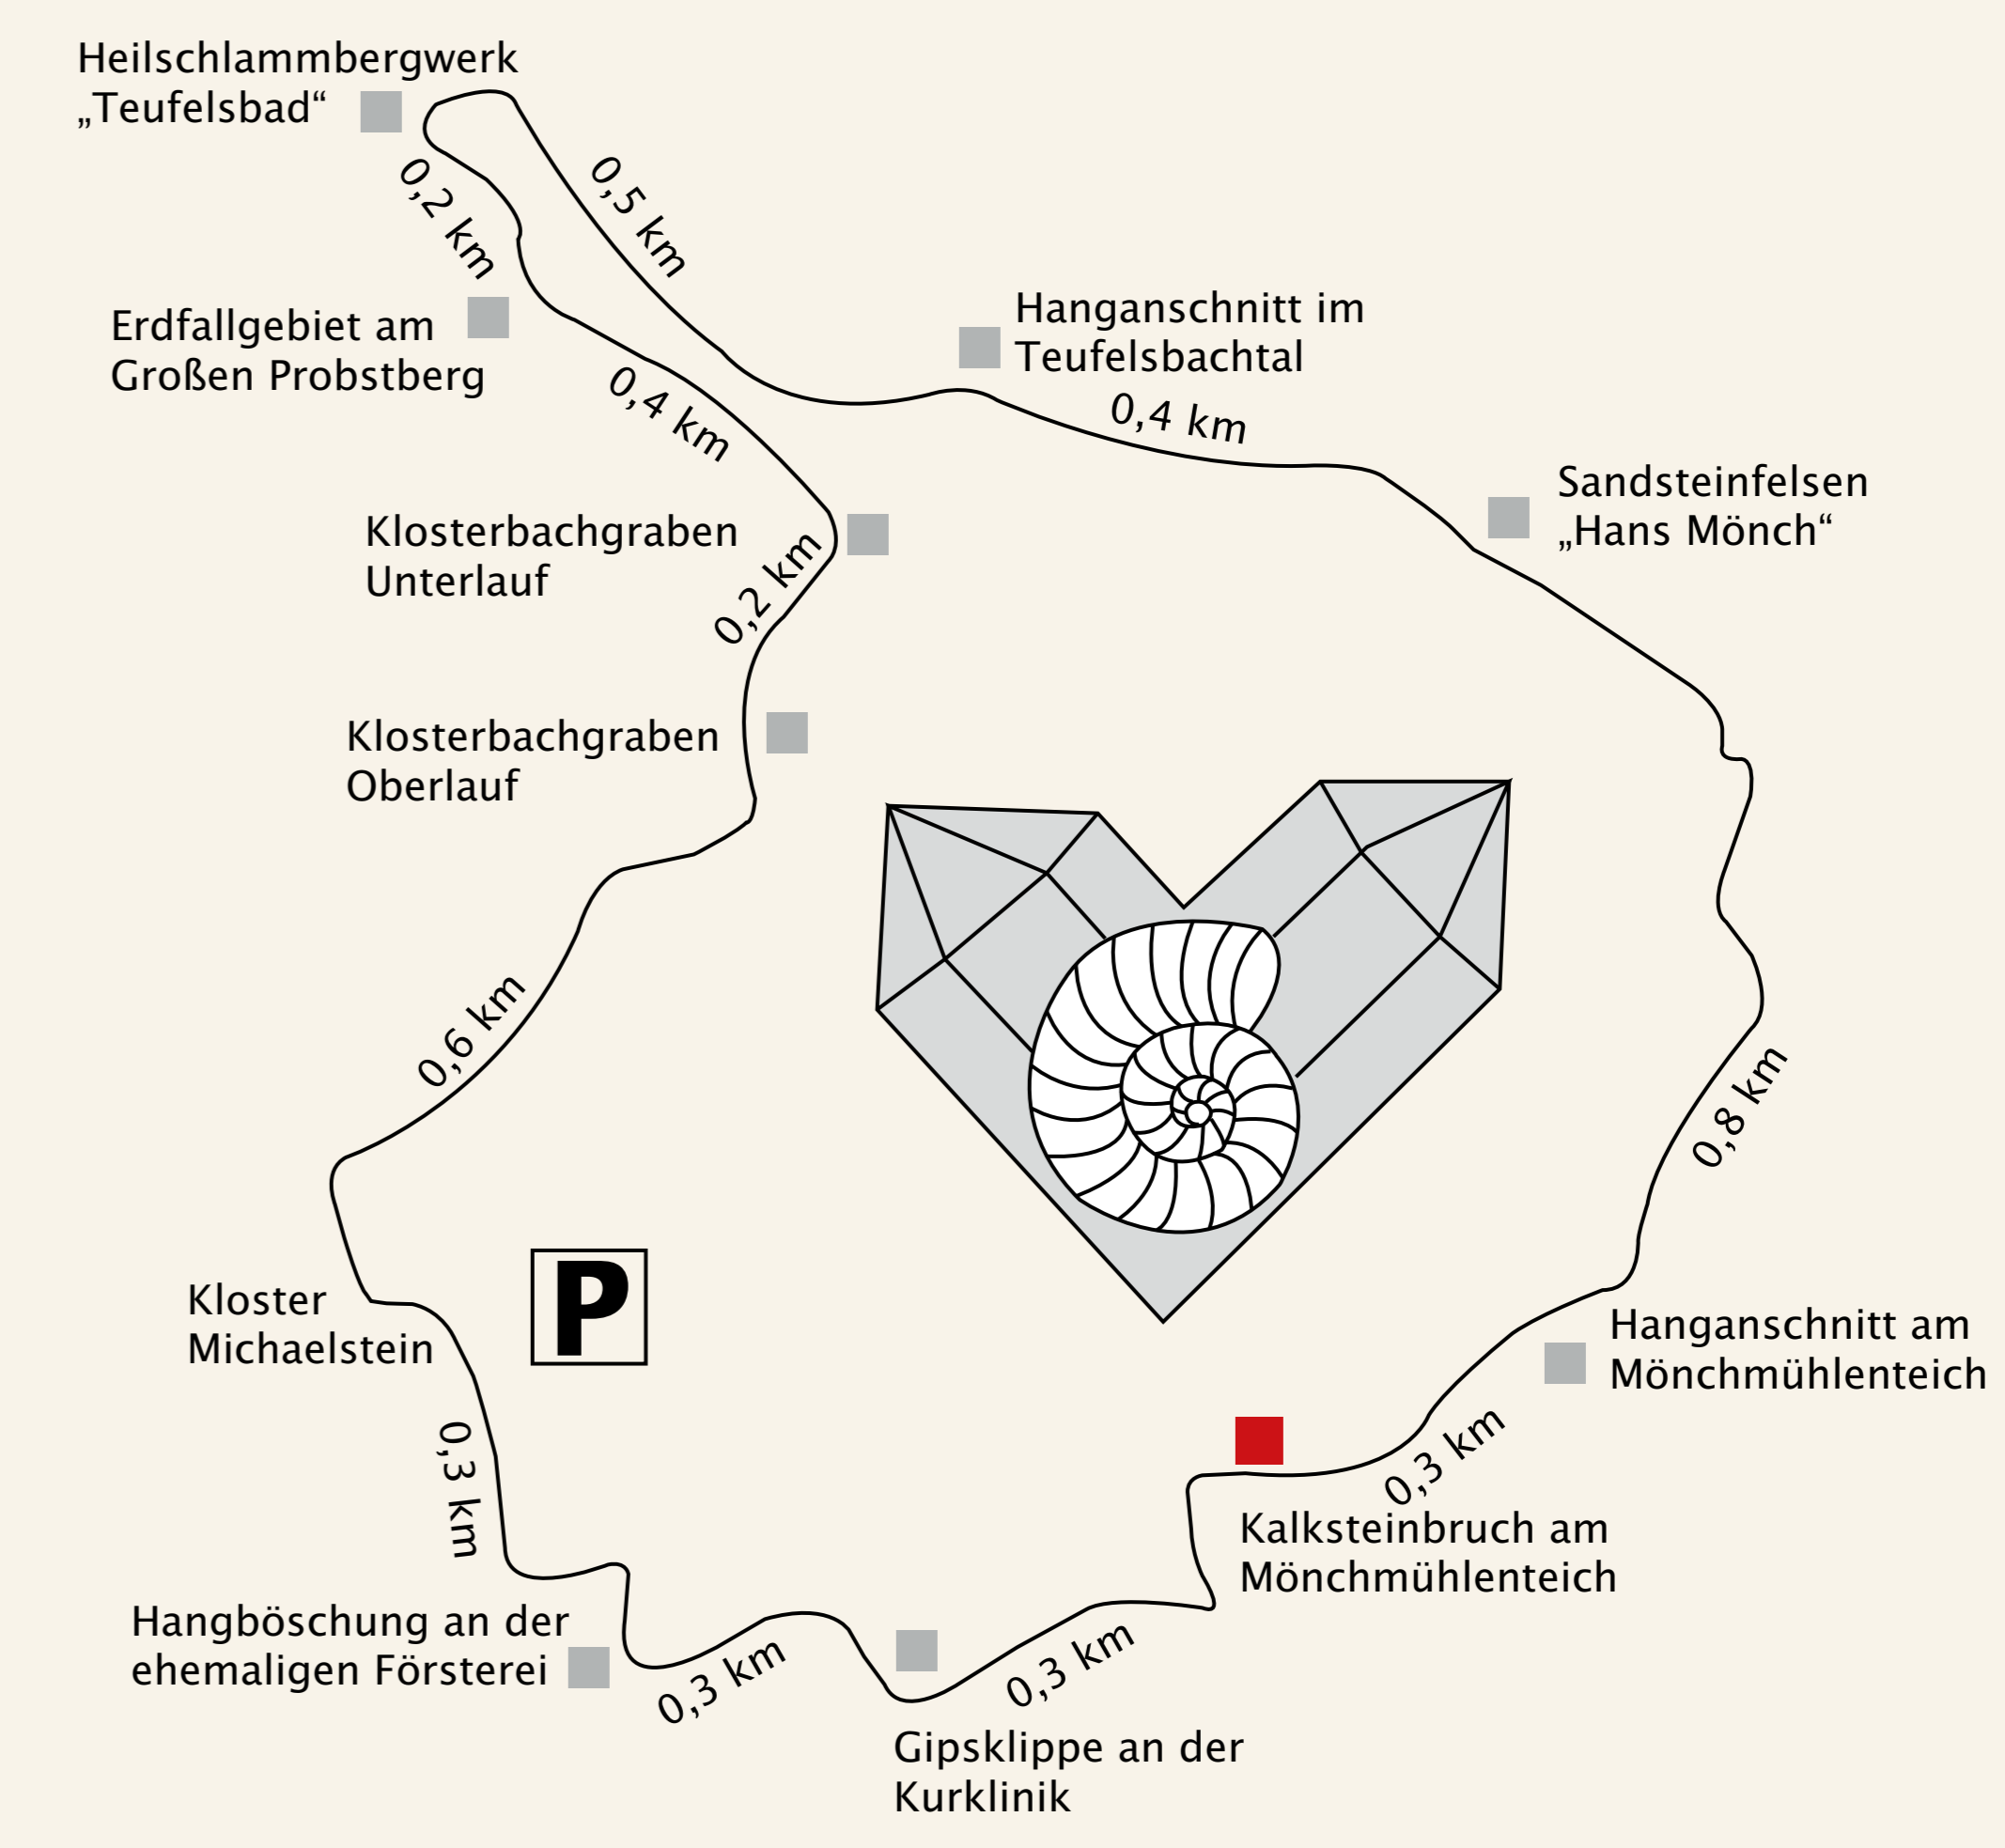 Heilschlammbergwerk
„Teufelsbad“
0,2 km
0,5 km
Erdfallgebiet am
Großen Probstberg
Hanganschnitt im
Teufelsbachtal
0,4 km
0,4 km
Sandsteinfelsen
„Hans Mönch“
Klosterbachgraben
Unterlauf
0,2 km
Klosterbachgraben
Oberlauf
0,6 km
0,8 km
Kloster
Michaelstein
P
Hanganschnitt am
Mönchmühlenteich
0,3 km
0,3 km
Kalksteinbruch am
Mönchmühlenteich
Hangböschung an der
ehemaligen Försterei
0,3 km
0,3 km
Gipsklippe an der
Kurklinik